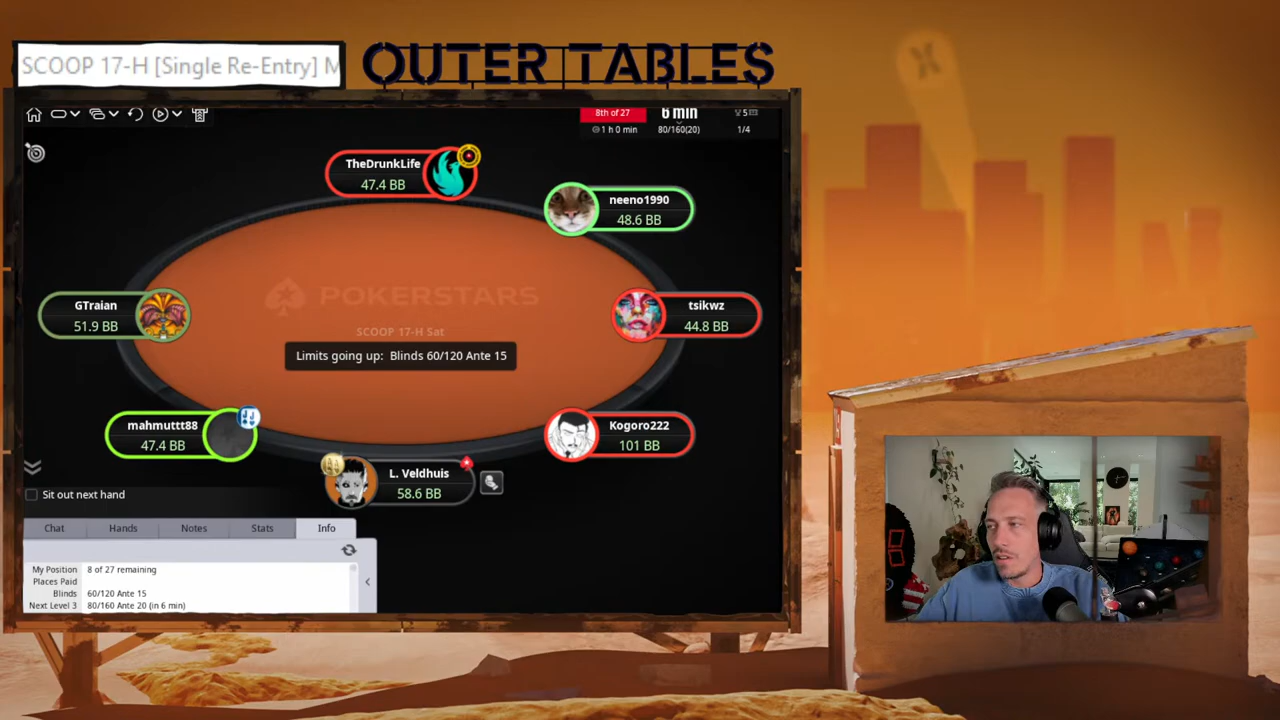 SCOOP 17-H [Single Re-Entry] M
OUTER TABLES
8th of 27
6 min
5
1 h 0 min
80/160(20)
1/4
TheDrunkLife
47.4 BB
neeno1990
48.6 BB
GTraian
51.9 BB
tsikwz
44.8 BB
POKERSTARS
SCOOP 17-H Sat
Limits going up: Blinds 60/120 Ante 15
mahmuttt88
47.4 BB
Kogoro222
101 BB
L. Veldhuis
58.6 BB
Sit out next hand
Chat Hands Notes Stats Info
My Position 8 of 27 remaining
Places Paid
Blinds 60/120 Ante 15
Next Level 3 80/160 Ante 20 (in 6 min)